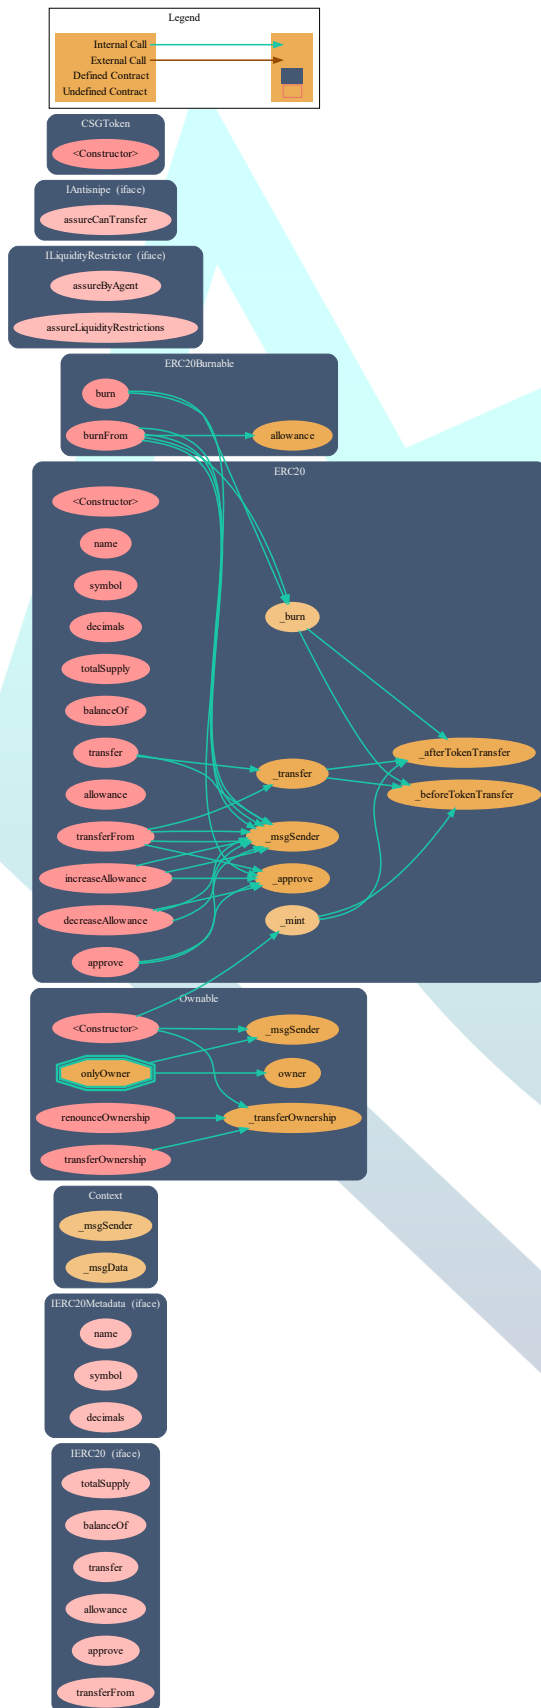 Legend
Internal Call
External Call
Defined Contract
Undefined Contract
CSGToken
<Constructor>
IAntisnipe (iface)
assureCanTransfer
ILiquidityRestrictor (iface)
assureByAgent
assureLiquidityRestrictions
ERC20Burnable
burn
burnFrom
allowance
ERC20
<Constructor>
name
symbol
decimals
_burn
totalSupply
balanceOf
transfer
_afterTokenTransfer
_transfer
allowance
_beforeTokenTransfer
transferFrom
_msgSender
increaseAllowance
_approve
decreaseAllowance
_mint
approve
Ownable
<Constructor>
_msgSender
onlyOwner
owner
renounceOwnership
_transferOwnership
transferOwnership
Context
_msgSender
_msgData
IERC20Metadata (iface)
name
symbol
decimals
IERC20 (iface)
totalSupply
balanceOf
transfer
allowance
approve
transferFrom